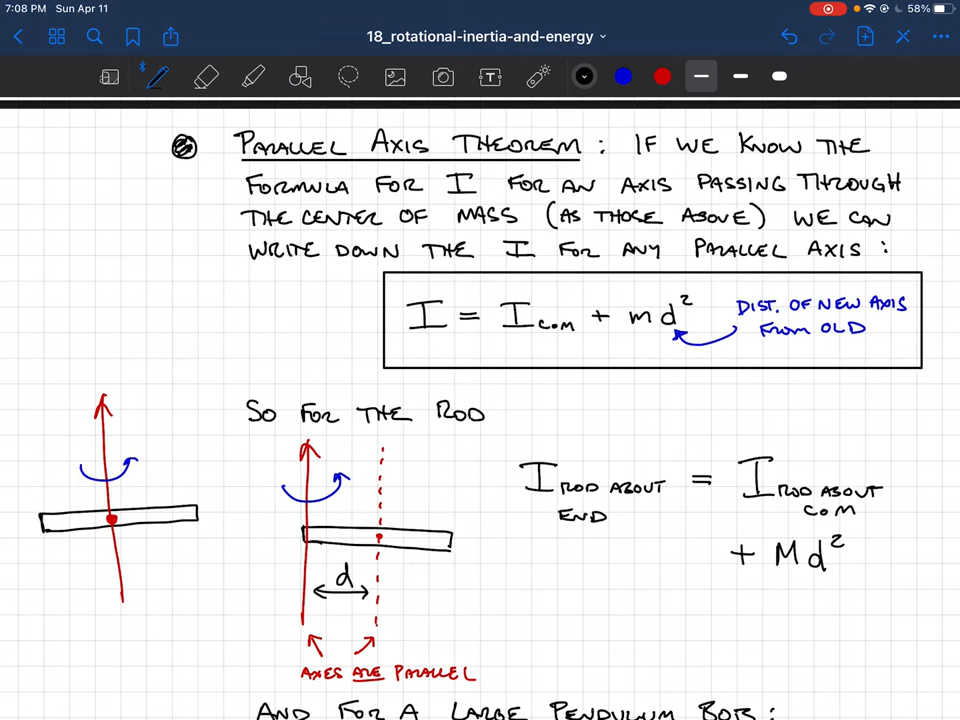 7:08 PM Sun Apr 11
58%
18_rotational-inertia-and-energy
T
PARALLEL AXIS THEOREM : IF WE KNOW THE
FORMULA FOR I FOR AN AXIS PASSING THROUGH
THE CENTER OF MASS (AS THOSE ABOVE) WE CAN
WRITE DOWN THE I FOR ANY PARALLEL AXIS :
I = I_COM + md²
DIST. OF NEW AXIS
FROM OLD
SO FOR THE ROD
I_ROD ABOUT END = I_ROD ABOUT COM
+ Md²
d
AXES ARE PARALLEL
AND FOR A LARGE PENDULUM BOB :